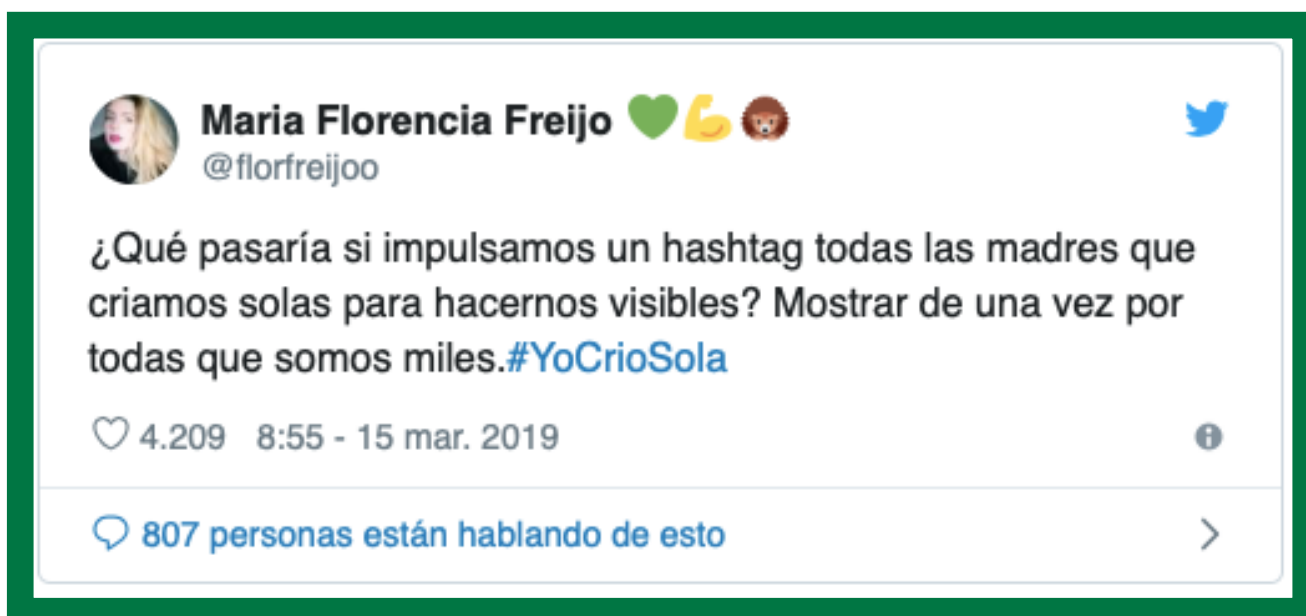 Maria Florencia Freijo 💚💪🦁
@florfreijoo
¿Qué pasaría si impulsamos un hashtag todas las madres que
criamos solas para hacernos visibles? Mostrar de una vez por
todas que somos miles.#YoCrioSola
4.209 8:55 - 15 mar. 2019
807 personas están hablando de esto